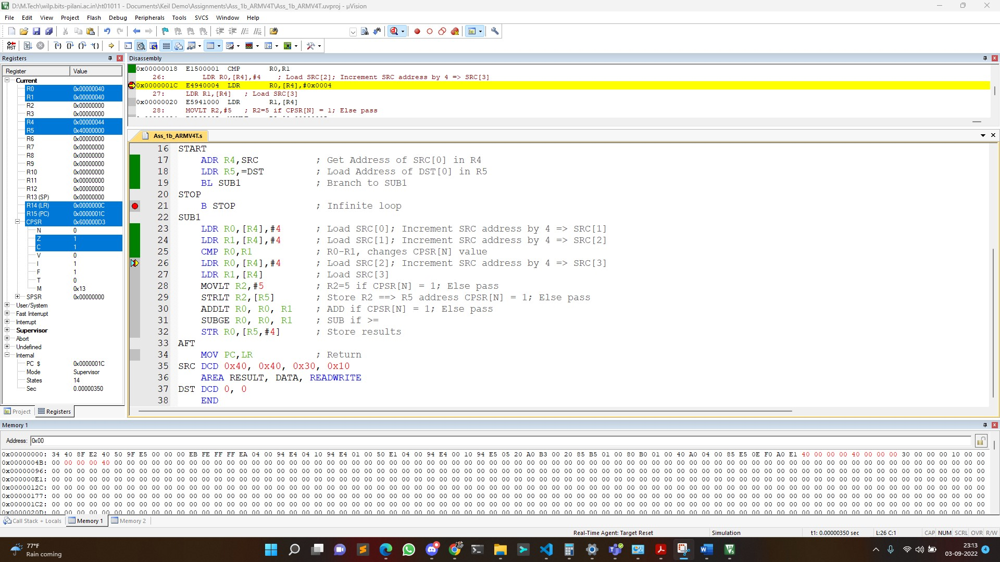 D:\M.Tech\wilp.bits-pilani.ac.in\ht01011 - Documents\Keil Demo\Assignments\Ass_1b_ARMV4T\Ass_1b_ARMV4T.uvproj - µVision
File Edit View Project Flash Debug Peripherals Tools SVCS Window Help
Registers
Register Value
Current
R0 0x00000040
R1 0x00000040
R2 0x00000000
R3 0x00000000
R4 0x00000044
R5 0x40000000
R6 0x00000000
R7 0x00000000
R8 0x00000000
R9 0x00000000
R10 0x00000000
R11 0x00000000
R12 0x00000000
R13 (SP) 0x00000000
R14 (LR) 0x0000000C
R15 (PC) 0x0000001C
CPSR 0x600000D3
N 0
Z 1
C 1
V 0
I 1
F 1
T 0
M 0x13
SPSR 0x00000000
User/System
Fast Interrupt
Interrupt
Supervisor
Abort
Undefined
Internal
PC $ 0x0000001C
Mode Supervisor
States 14
Sec 0.00000350
Project Registers
Disassembly
0x00000018 E1500001 CMP R0,R1
26: LDR R0,[R4],#4 ; Load SRC[2]; Increment SRC address by 4 => SRC[3]
0x0000001C E4940004 LDR R0,[R4],#0x0004
27: LDR R1,[R4] ; Load SRC[3]
0x00000020 E5941000 LDR R1,[R4]
28: MOVLT R2,#5 ; R2=5 if CPSR[N] = 1; Else pass
Ass_1b_ARMV4T.s
16 START
17 ADR R4,SRC ; Get Address of SRC[0] in R4
18 LDR R5,=DST ; Load Address of DST[0] in R5
19 BL SUB1 ; Branch to SUB1
20 STOP
21 B STOP ; Infinite loop
22 SUB1
23 LDR R0,[R4],#4 ; Load SRC[0]; Increment SRC address by 4 => SRC[1]
24 LDR R1,[R4],#4 ; Load SRC[1]; Increment SRC address by 4 => SRC[2]
25 CMP R0,R1 ; R0-R1, changes CPSR[N] value
26 LDR R0,[R4],#4 ; Load SRC[2]; Increment SRC address by 4 => SRC[3]
27 LDR R1,[R4] ; Load SRC[3]
28 MOVLT R2,#5 ; R2=5 if CPSR[N] = 1; Else pass
29 STRLT R2,[R5] ; Store R2 ==> R5 address CPSR[N] = 1; Else pass
30 ADDLT R0, R0, R1 ; ADD if CPSR[N] = 1; Else pass
31 SUBGE R0, R0, R1 ; SUB if >=
32 STR R0,[R5,#4] ; Store results
33 AFT
34 MOV PC,LR ; Return
35 SRC DCD 0x40, 0x40, 0x30, 0x10
36 AREA RESULT, DATA, READWRITE
37 DST DCD 0, 0
38 END
Memory 1
Address: 0x00
0x00000000: 34 40 8F E2 40 50 9F E5 00 00 00 EB FE FF FF EA 04 00 94 E4 04 10 94 E4 01 00 50 E1 04 00 94 E4 00 10 94 E5 05 20 A0 B3 00 20 85 B5 01 00 80 B0 01 00 40 A0 04 00 85 E5 0E F0 A0 E1 40 00 00 00 40 00 00 00 30 00 00 00 10 00 00
0x0000004B: 00 00 00 00 40 00 00 00 00 00 00 00 00 00 00 00 00 00 00 00 00 00 00 00 00 00 00 00 00 00 00 00 00 00 00 00 00 00 00 00 00 00 00 00 00 00 00 00 00 00 00 00 00 00 00 00 00 00 00 00 00 00 00 00 00 00 00 00 00 00 00 00 00 00 00
0x00000096: 00 00 00 00 00 00 00 00 00 00 00 00 00 00 00 00 00 00 00 00 00 00 00 00 00 00 00 00 00 00 00 00 00 00 00 00 00 00 00 00 00 00 00 00 00 00 00 00 00 00 00 00 00 00 00 00 00 00 00 00 00 00 00 00 00 00 00 00 00 00 00 00 00 00 00
0x000000E1: 00 00 00 00 00 00 00 00 00 00 00 00 00 00 00 00 00 00 00 00 00 00 00 00 00 00 00 00 00 00 00 00 00 00 00 00 00 00 00 00 00 00 00 00 00 00 00 00 00 00 00 00 00 00 00 00 00 00 00 00 00 00 00 00 00 00 00 00 00 00 00 00 00 00 00
0x0000012C: 00 00 00 00 00 00 00 00 00 00 00 00 00 00 00 00 00 00 00 00 00 00 00 00 00 00 00 00 00 00 00 00 00 00 00 00 00 00 00 00 00 00 00 00 00 00 00 00 00 00 00 00 00 00 00 00 00 00 00 00 00 00 00 00 00 00 00 00 00 00 00 00 00 00 00
0x00000177: 00 00 00 00 00 00 00 00 00 00 00 00 00 00 00 00 00 00 00 00 00 00 00 00 00 00 00 00 00 00 00 00 00 00 00 00 00 00 00 00 00 00 00 00 00 00 00 00 00 00 00 00 00 00 00 00 00 00 00 00 00 00 00 00 00 00 00 00 00 00 00 00 00 00 00
0x000001C2: 00 00 00 00 00 00 00 00 00 00 00 00 00 00 00 00 00 00 00 00 00 00 00 00 00 00 00 00 00 00 00 00 00 00 00 00 00 00 00 00 00 00 00 00 00 00 00 00 00 00 00 00 00 00 00 00 00 00 00 00 00 00 00 00 00 00 00 00 00 00 00 00 00 00 00
0x0000020D: 00 00 00 00 00 00 00 00 00 00 00 00 00 00 00 00 00 00 00 00 00 00 00 00 00 00 00 00 00 00 00 00 00 00 00 00 00 00 00 00 00 00 00 00 00 00 00 00 00 00 00 00 00 00 00 00 00 00 00 00 00 00 00 00 00 00 00 00 00 00 00 00 00 00 00
Call Stack + Locals Memory 1 Memory 2
Real-Time Agent: Target Reset Simulation t1: 0.00000350 sec L:26 C:1 CAP NUM SCRL OVR R/W
77°F
Rain coming
23:13
03-09-2022
4